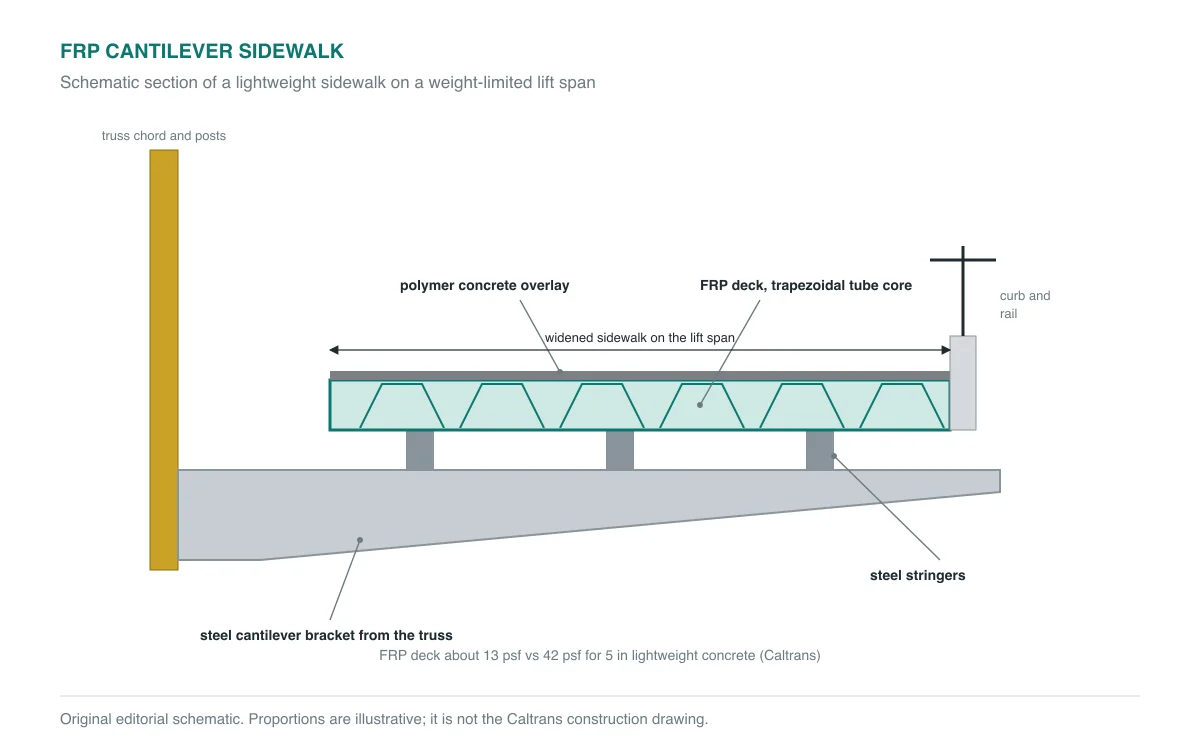 FRP CANTILEVER SIDEWALK
Schematic section of a lightweight sidewalk on a weight-limited lift span
truss chord and posts
polymer concrete overlay
FRP deck, trapezoidal tube core
curb and
rail
widened sidewalk on the lift span
steel stringers
steel cantilever bracket from the truss
FRP deck about 13 psf vs 42 psf for 5 in lightweight concrete (Caltrans)
Original editorial schematic. Proportions are illustrative; it is not the Caltrans construction drawing.